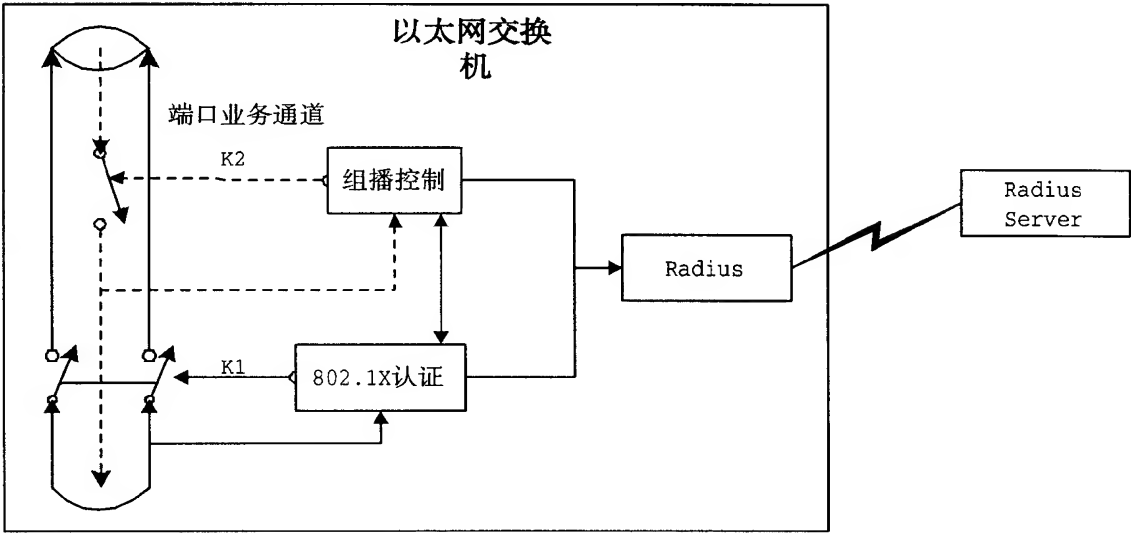 以太网交换
机
端口业务通道
K2
组播控制
Radius
Server
Radius
K1
802.1X认证